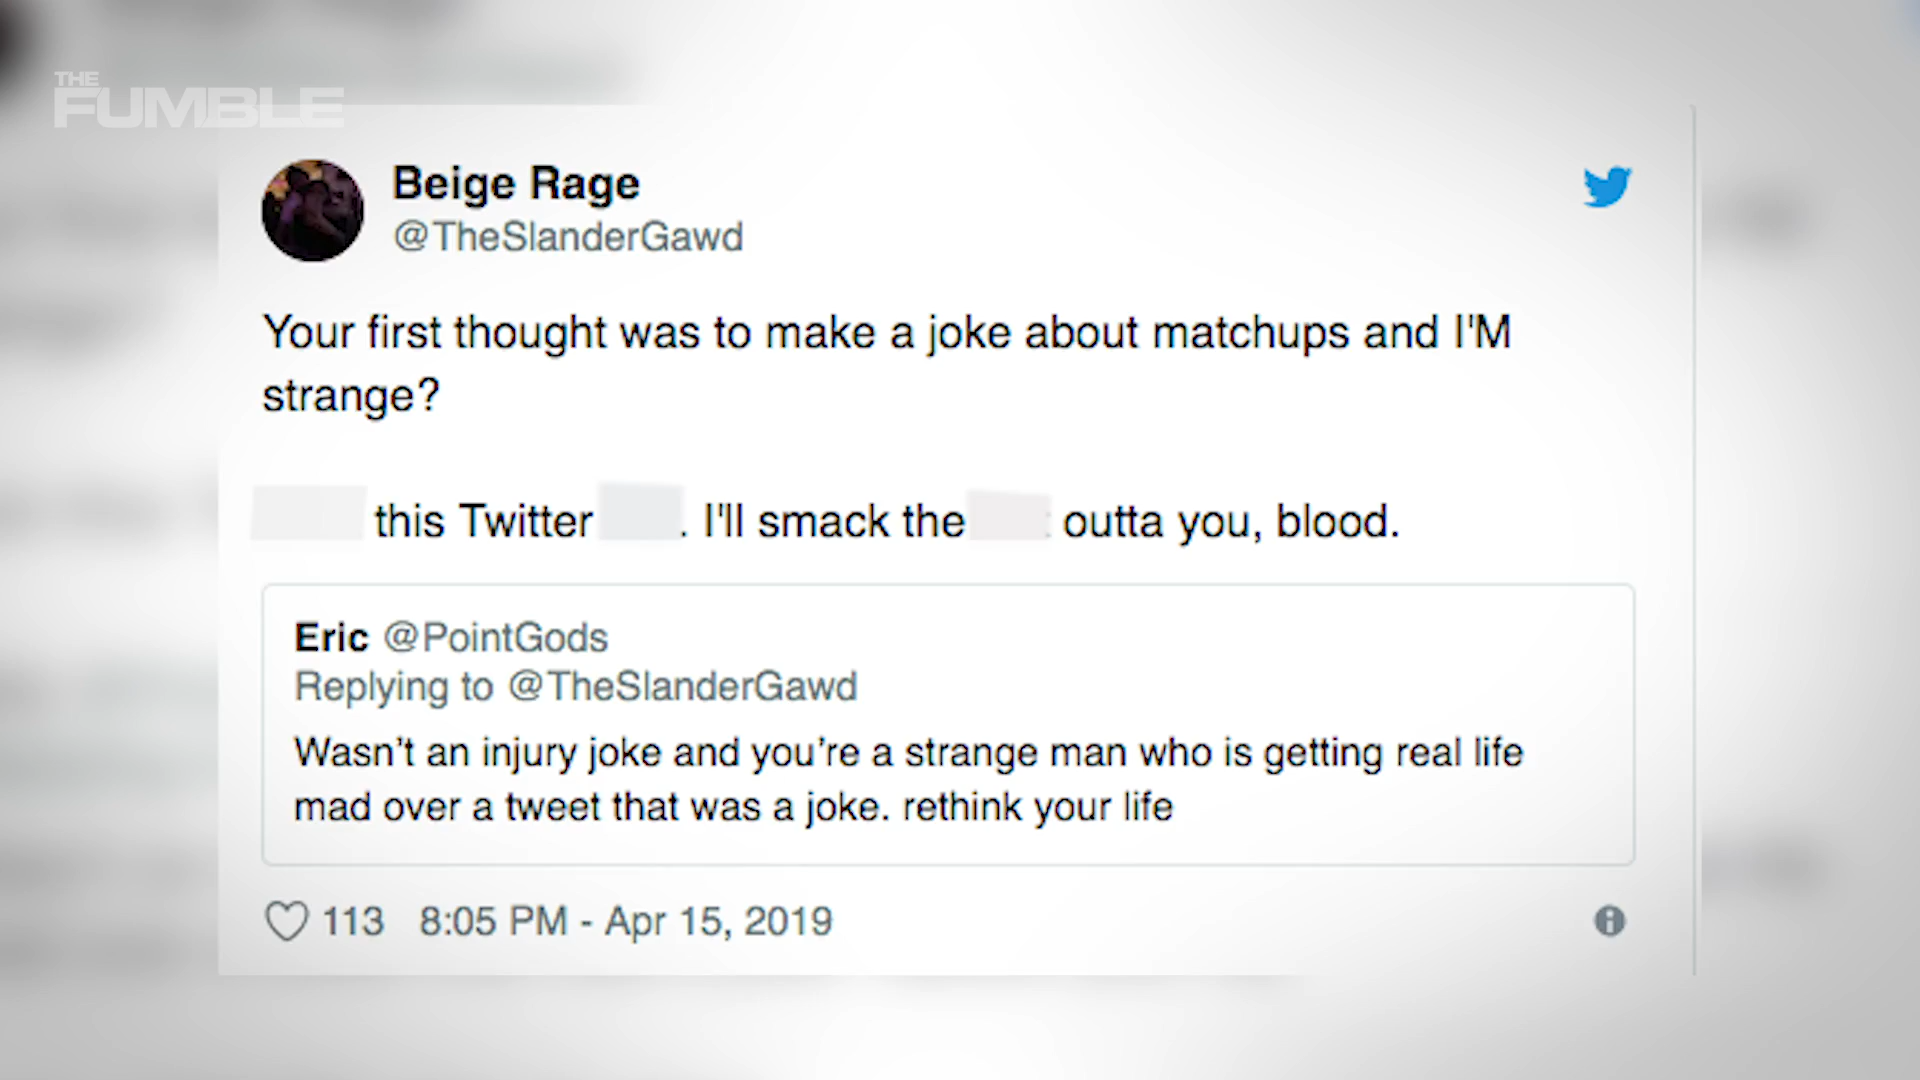 THE
FUMBLE
Beige Rage
@TheSlanderGawd
Your first thought was to make a joke about matchups and I'M
strange?
this Twitter . I'll smack the outta you, blood.
Eric @PointGods
Replying to @TheSlanderGawd
Wasn't an injury joke and you're a strange man who is getting real life
mad over a tweet that was a joke. rethink your life
113 8:05 PM - Apr 15, 2019